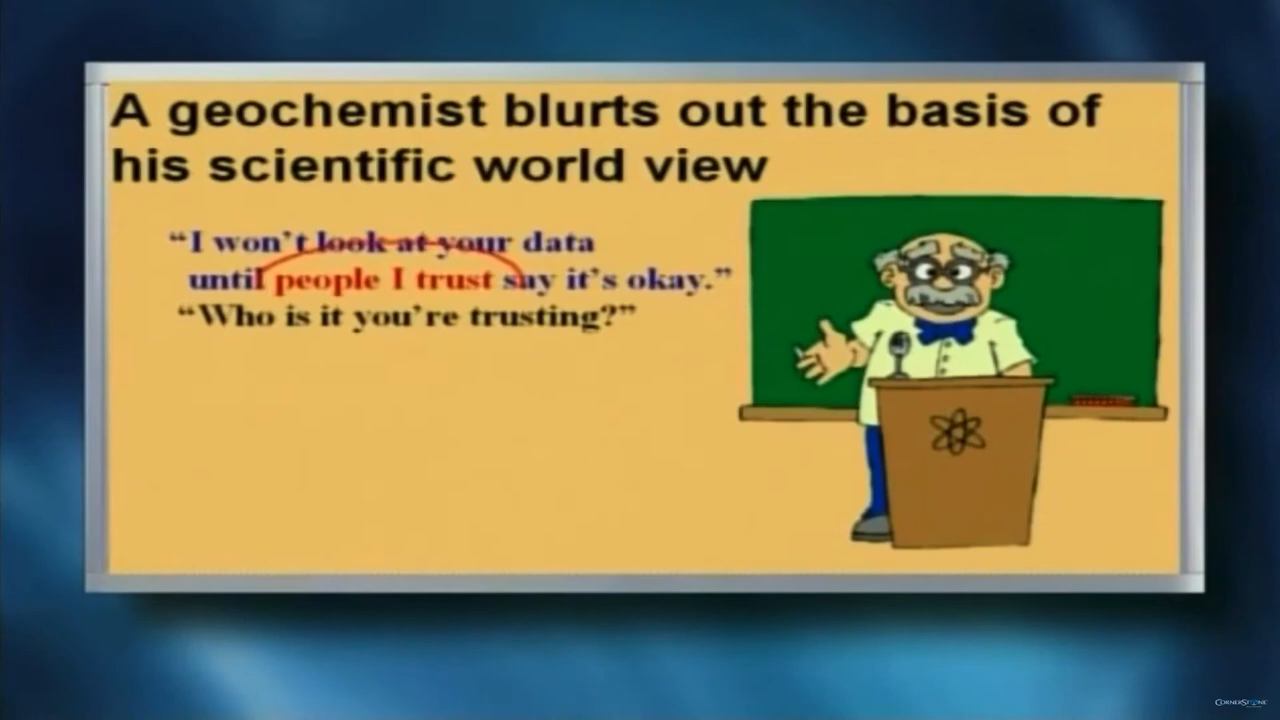 A geochemist blurts out the basis of
his scientific world view
“I won’t look at your data
until people I trust say it’s okay.”
“Who is it you’re trusting?”
CORNERSTONE